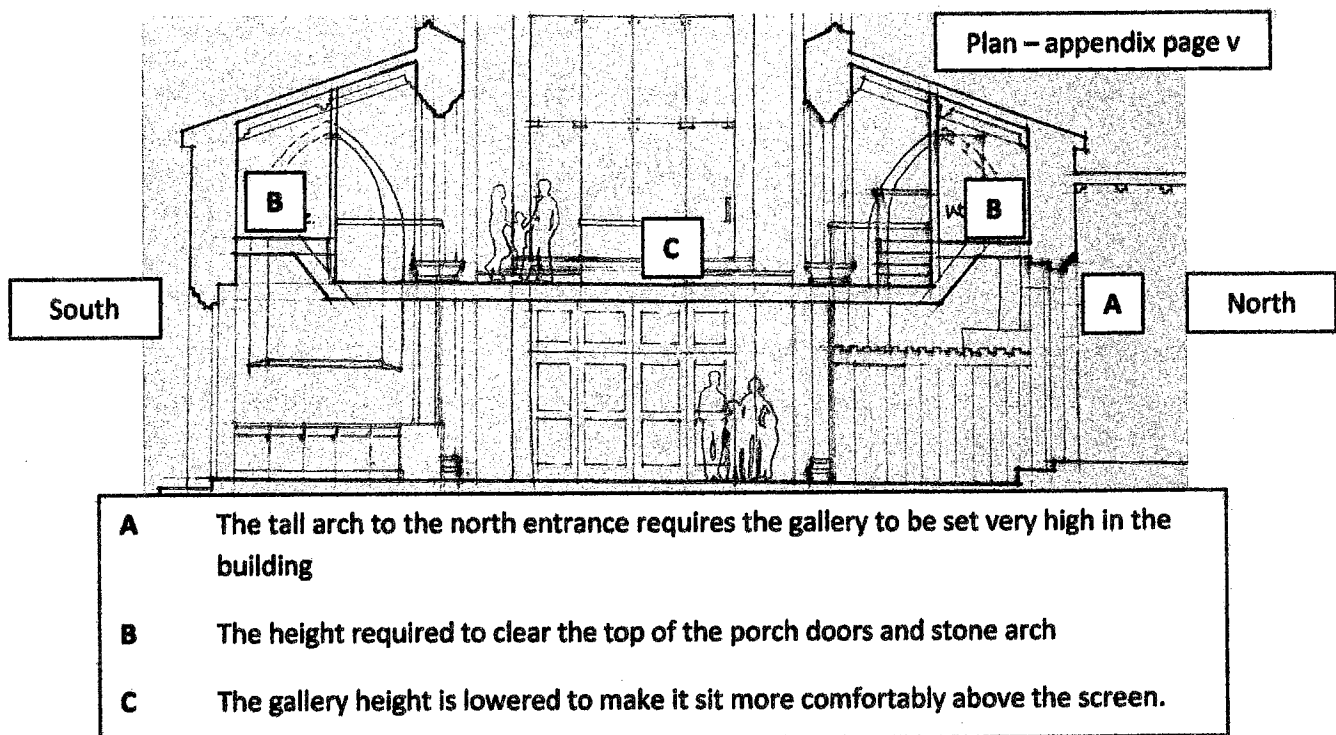 Plan – appendix page v
B
B
C
South
A
North
A The tall arch to the north entrance requires the gallery to be set very high in the
building
B The height required to clear the top of the porch doors and stone arch
C The gallery height is lowered to make it sit more comfortably above the screen.